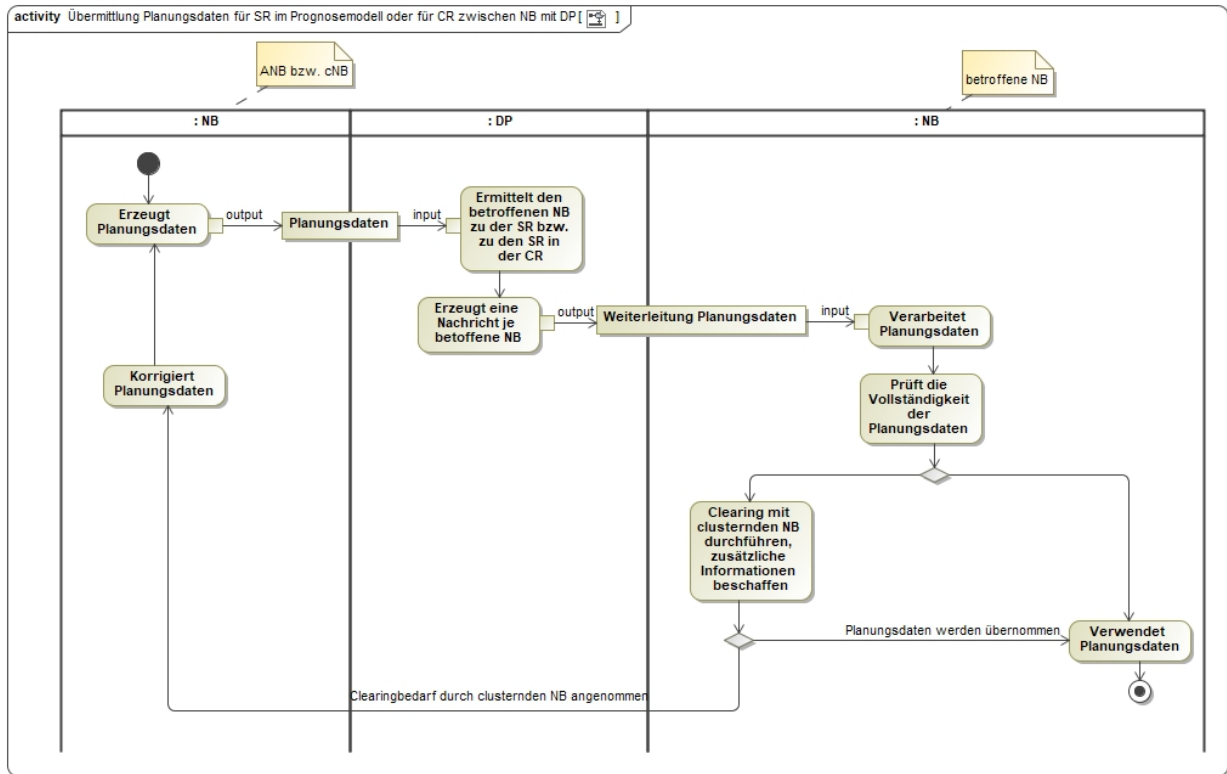 activity Übermittlung Planungsdaten für SR im Prognosemodell oder für CR zwischen NB mit DP[ ]
ANB bzw. cNB
betroffene NB
: NB
: DP
: NB
Erzeugt
Planungsdaten
output
Planungsdaten
input
Ermittelt den
betroffenen NB
zu der SR bzw.
zu den SR in
der CR
Erzeugt eine
Nachricht je
betoffene NB
output
Weiterleitung Planungsdaten
input
Verarbeitet
Planungsdaten
Korrigiert
Planungsdaten
Prüft die
Vollständigkeit
der
Planungsdaten
Clearing mit
clusternden NB
durchführen,
zusätzliche
Informationen
beschaffen
Planungsdaten werden übernommen
Verwendet
Planungsdaten
Clearingbedarf durch clusternden NB angenommen